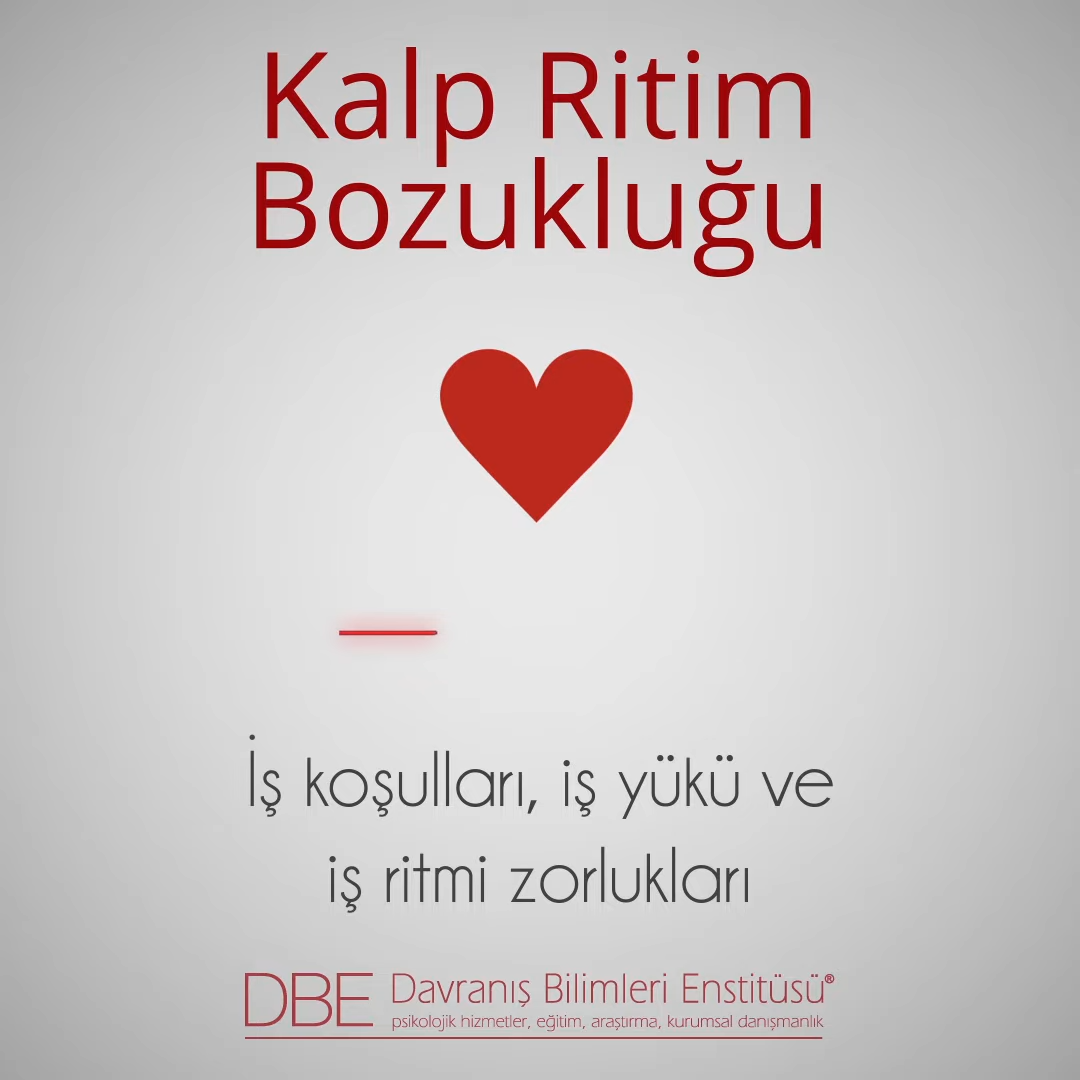 Kalp Ritim
Bozukluğu
İş koşulları, iş yükü ve
iş ritmi zorlukları
DBE Davranış Bilimleri Enstitüsü®
psikolojik hizmetler, eğitim, araştırma, kurumsal danışmanlık